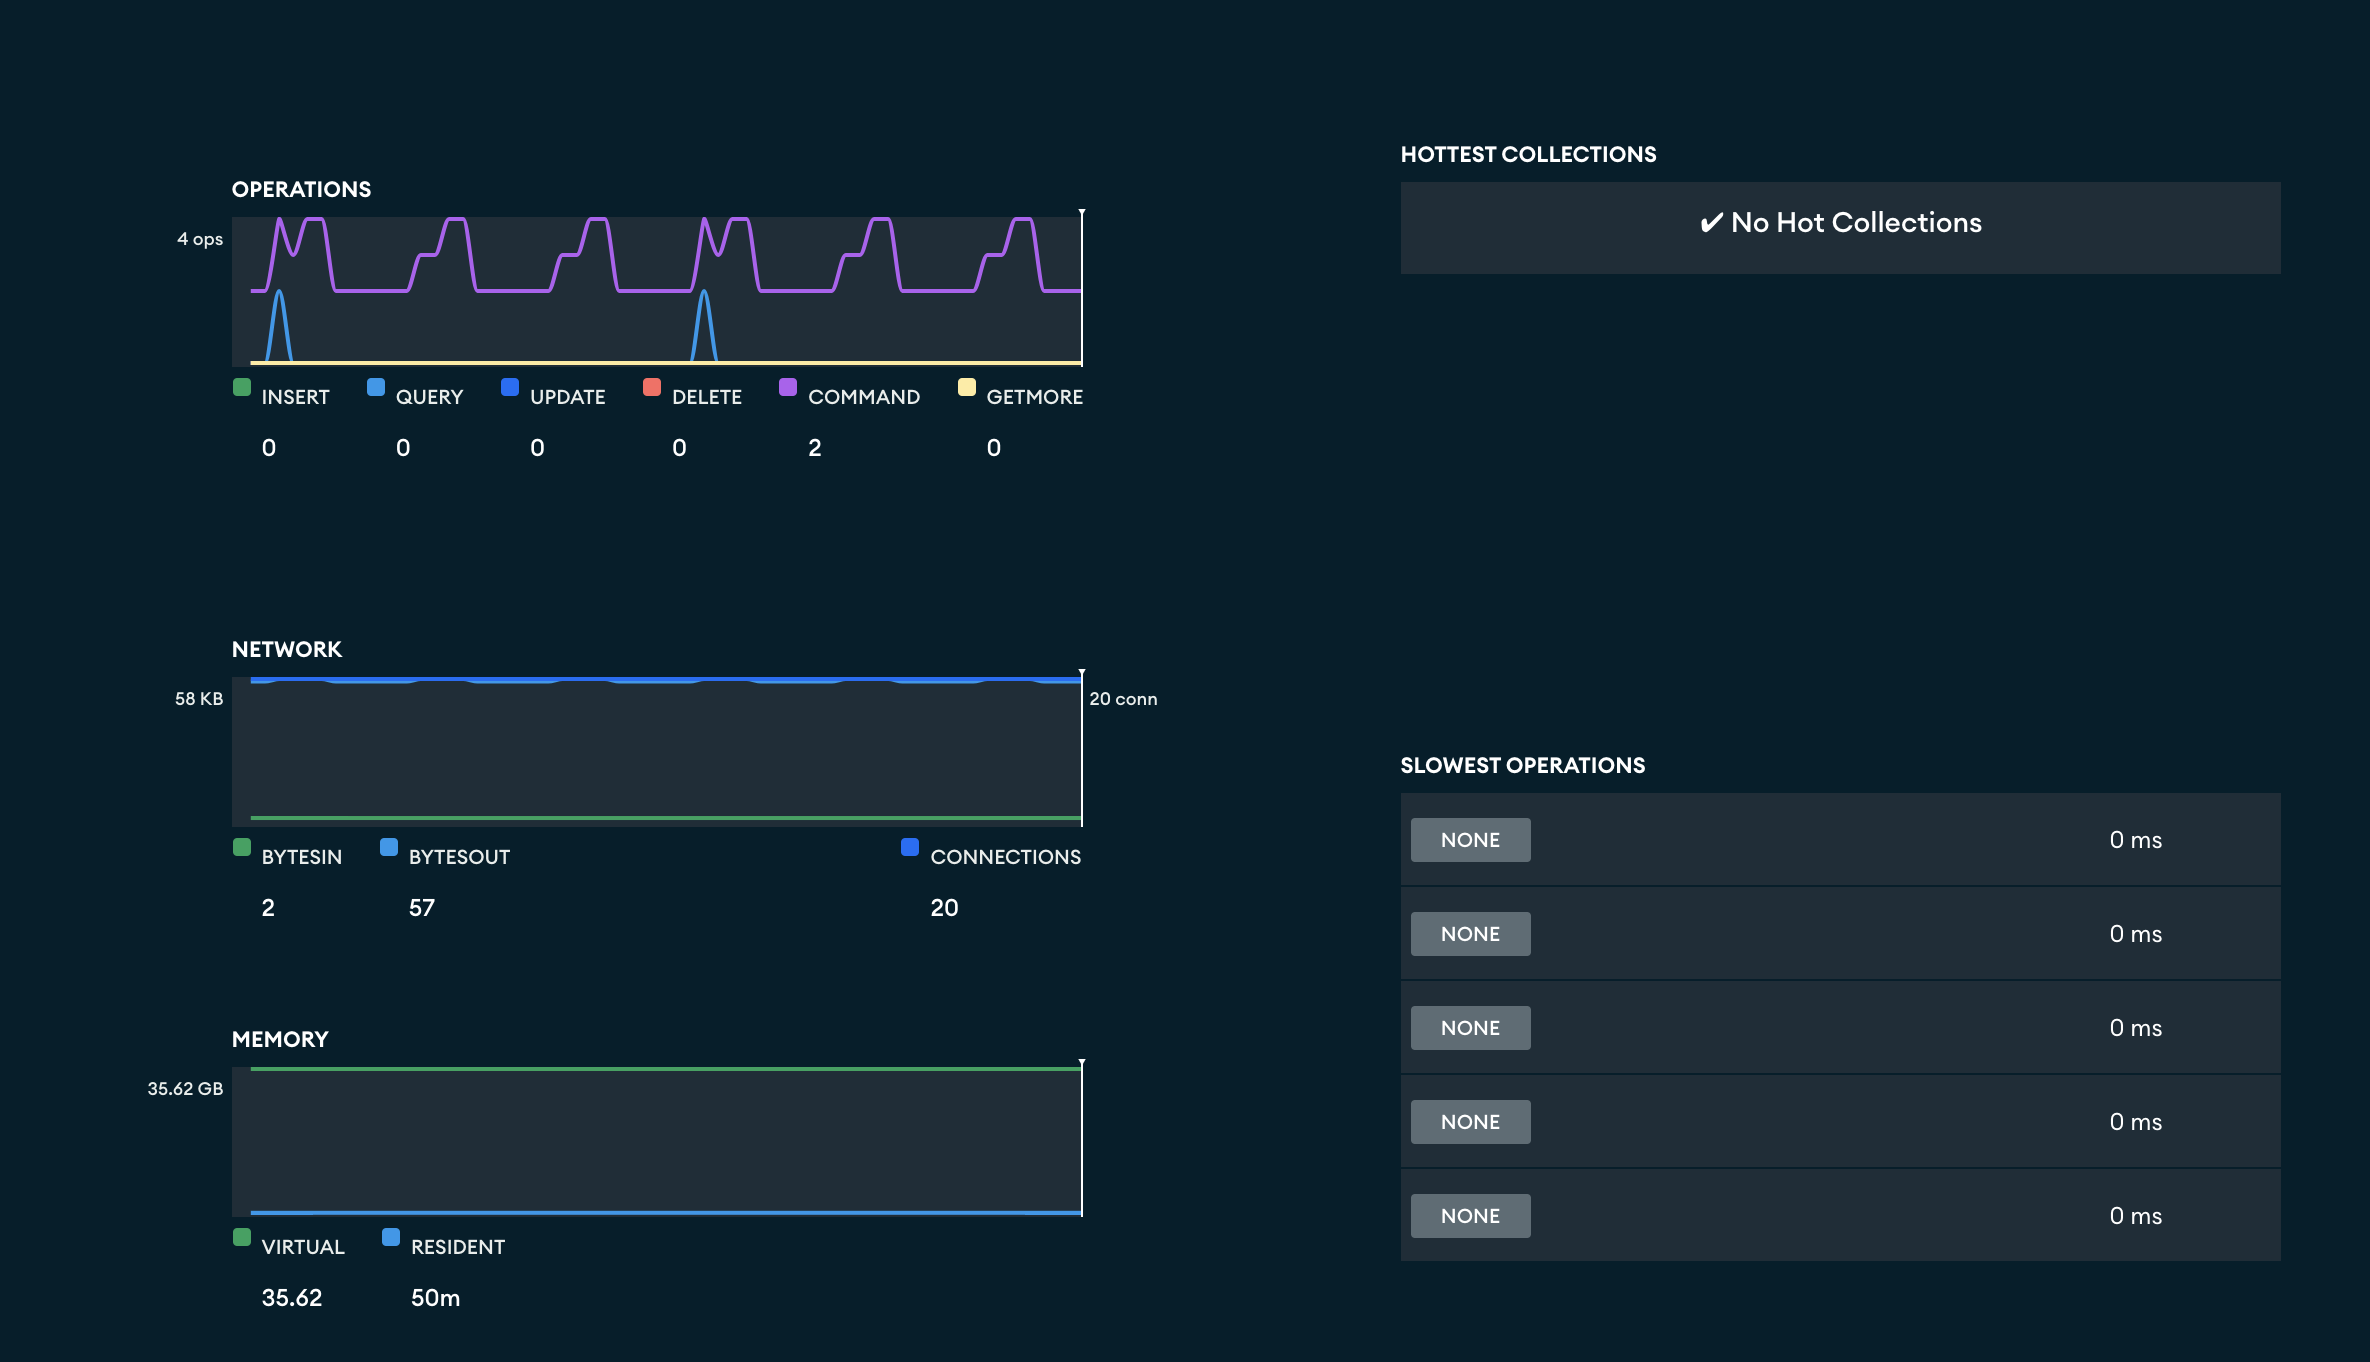 OPERATIONS
4 ops
INSERT QUERY UPDATE DELETE COMMAND GETMORE
0 0 0 0 2 0
NETWORK
58 KB 20 conn
BYTESIN BYTESOUT CONNECTIONS
2 57 20
MEMORY
35.62 GB
VIRTUAL RESIDENT
35.62 50m
HOTTEST COLLECTIONS
✔ No Hot Collections
SLOWEST OPERATIONS
NONE 0 ms
NONE 0 ms
NONE 0 ms
NONE 0 ms
NONE 0 ms